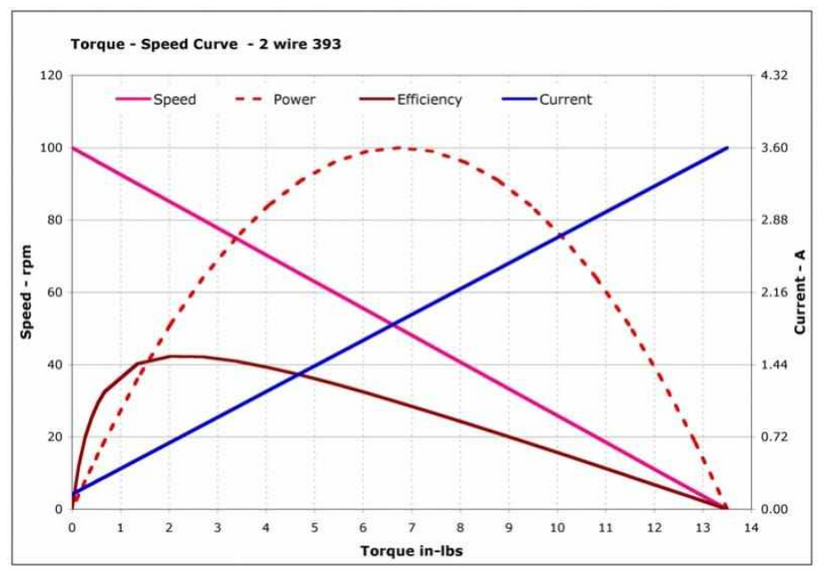 Torque - Speed Curve - 2 wire 393
120
4.32
Speed
Power
Efficiency
Current
100
3.60
80
2.88
60
2.16
40
1.44
20
0.72
0
0.00
Speed - rpm
Current - A
0 1 2 3 4 5 6 7 8 9 10 11 12 13 14
Torque in-lbs